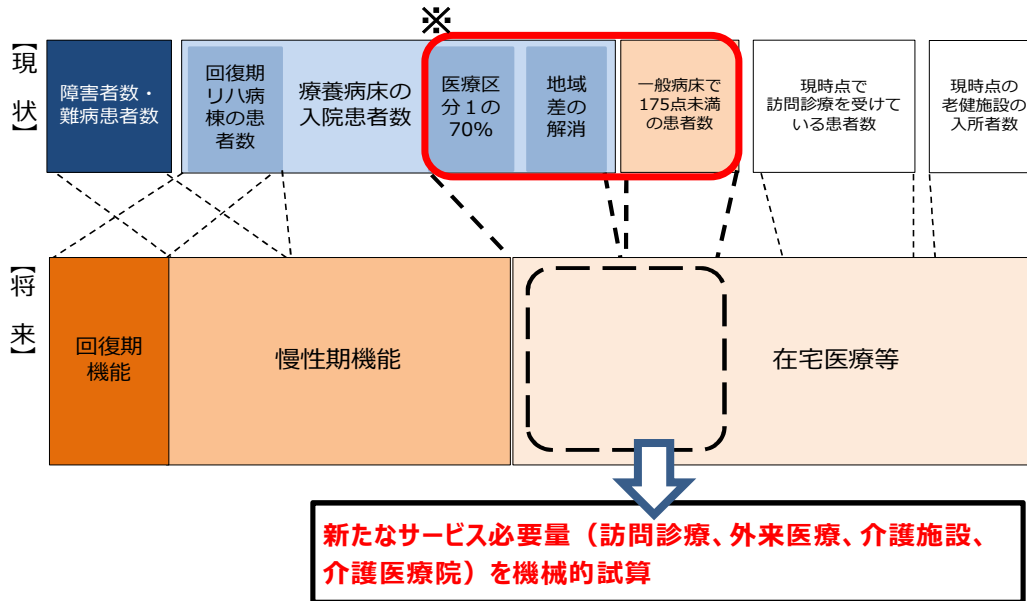 ※
【現状】
障害者数・
難病患者数
回復期
リハ病
棟の患
者数
療養病床の
入院患者数
医療区
分1の
70%
地域
差の
解消
一般病床で
175点未満
の患者数
現時点で
訪問診療を受けて
いる患者数
現時点の
老健施設の
入所者数
【将来】
回復期
機能
慢性期機能
在宅医療等
新たなサービス必要量(訪問診療、外来医療、介護施設、
介護医療院)を機械的試算